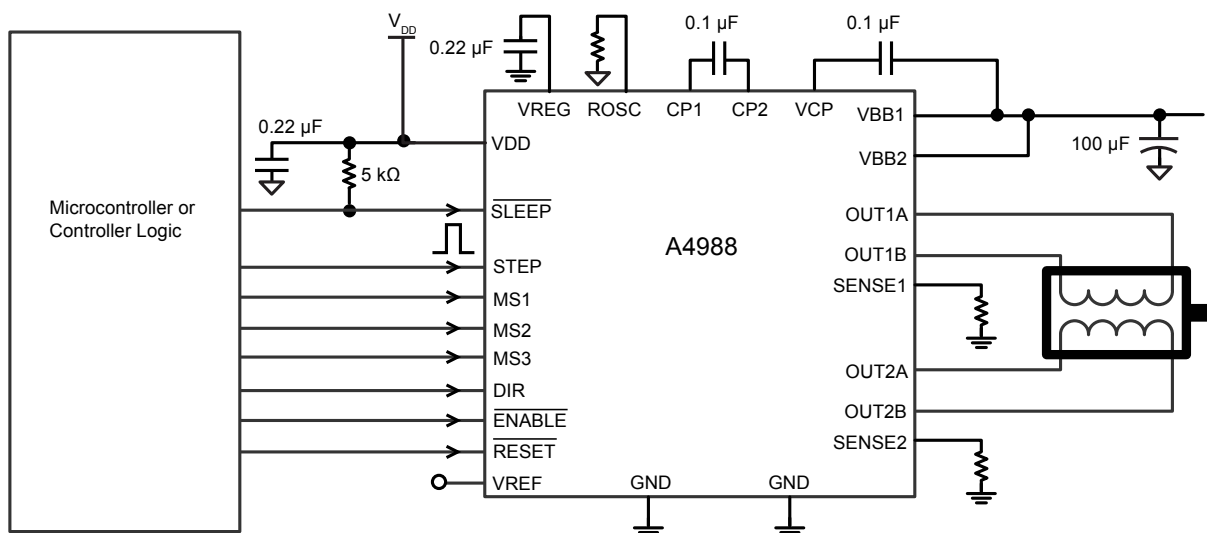 V_DD
0.22 µF
0.1 µF
0.1 µF
VREG
ROSC
CP1
CP2
VCP
VBB1
0.22 µF
VDD
VBB2
100 µF
5 kΩ
Microcontroller or
Controller Logic
SLEEP
OUT1A
A4988
OUT1B
STEP
SENSE1
MS1
MS2
MS3
OUT2A
DIR
OUT2B
ENABLE
SENSE2
RESET
VREF
GND
GND